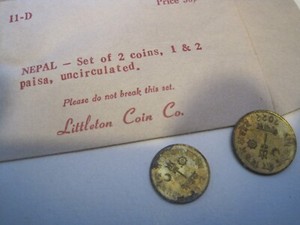 11-D
Price
NEPAL - Set of 2 coins, 1 & 2
paisa, uncirculated.
Please do not break this set.
Littleton Coin Co.